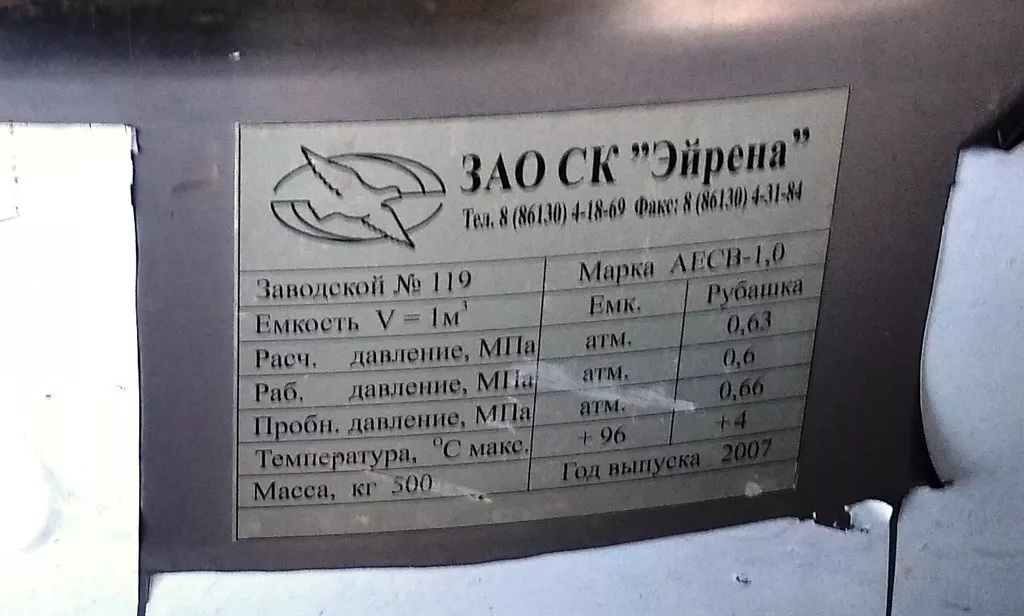 ЗАО СК "Эйрена"
Тел. 8 (86130) 4-18-69 Факс: 8 (86130) 4-31-84
Заводской № 119 Марка АЕСВ-1,0
Емкость V = 1м³ Емк. Рубашка
Расч. давление, МПа атм. 0,63
Раб. давление, МПа атм. 0,6
Пробн. давление, МПа атм. 0,66
Температура, °С макс. + 96 +4
Масса, кг 500 Год выпуска 2007